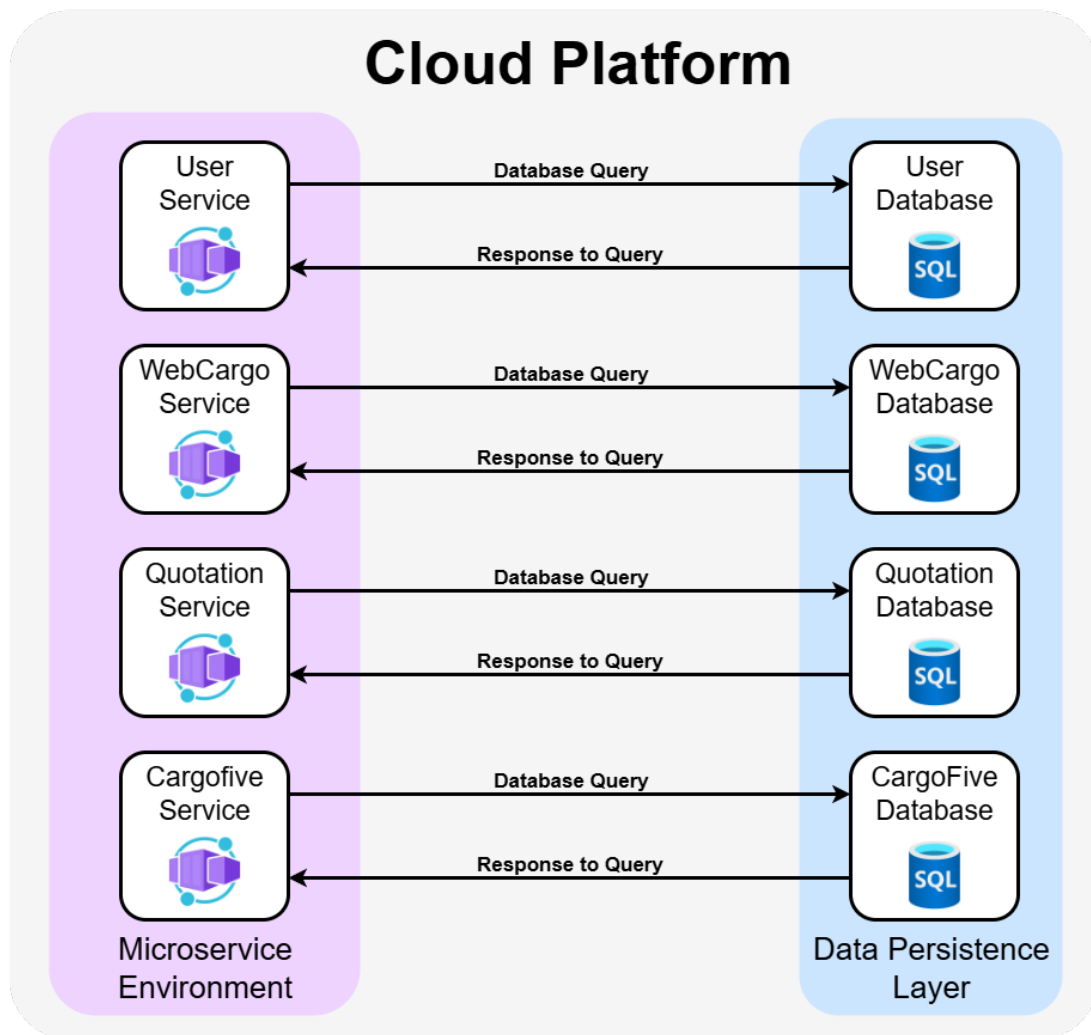 Cloud Platform
User
Service
Database Query
Response to Query
User
Database
SQL
WebCargo
Service
Database Query
Response to Query
WebCargo
Database
SQL
Quotation
Service
Database Query
Response to Query
Quotation
Database
SQL
Cargofive
Service
Database Query
Response to Query
CargoFive
Database
SQL
Microservice
Environment
Data Persistence
Layer